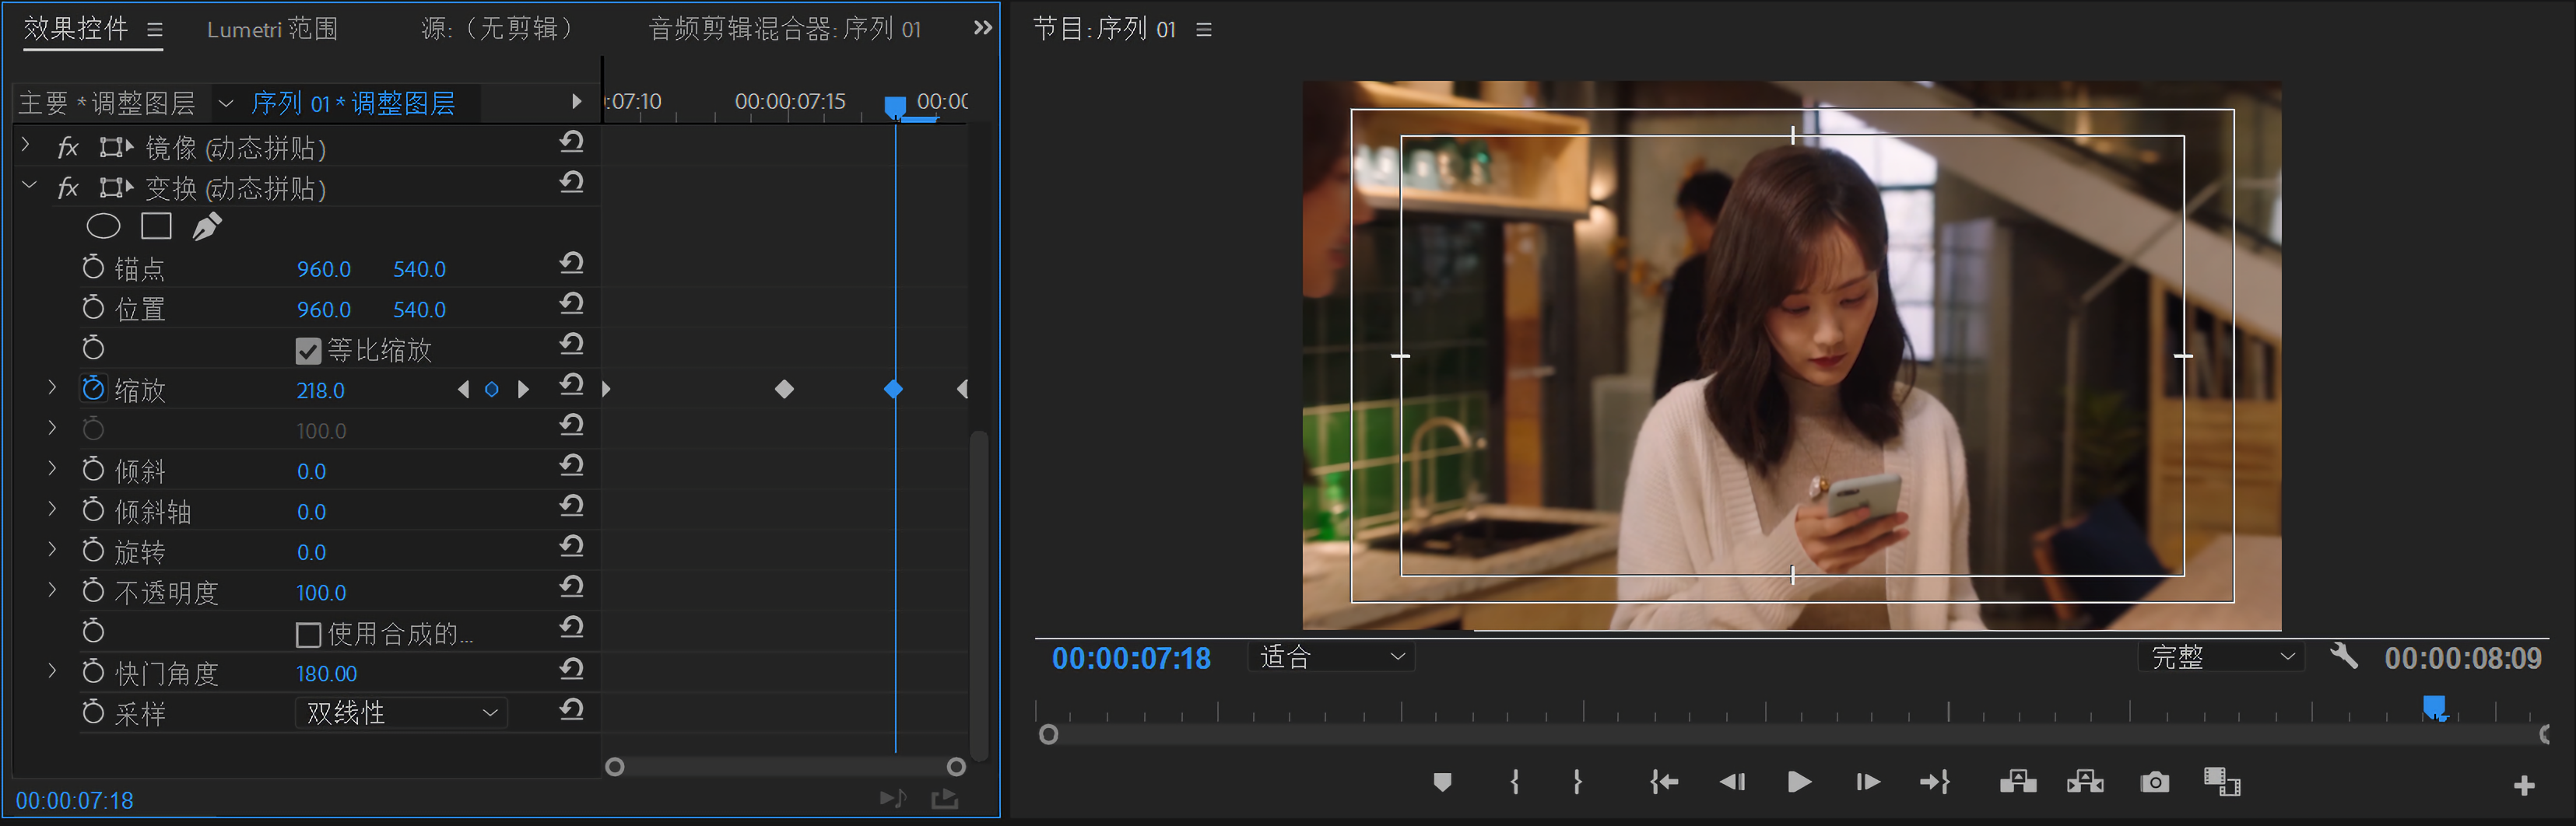 效果控件
Lumetri 范围
源:（无剪辑）
音频剪辑混合器: 序列 01
节目: 序列 01
主要 * 调整图层
序列 01 * 调整图层
:07:10
00:00:07:15
00:00
fx 镜像 (动态拼贴)
fx 变换 (动态拼贴)
锚点 960.0 540.0
位置 960.0 540.0
等比缩放
缩放 218.0
100.0
倾斜 0.0
倾斜轴 0.0
旋转 0.0
不透明度 100.0
使用合成的...
快门角度 180.00
采样 双线性
00:00:07:18
00:00:07:18
适合
完整
00:00:08:09